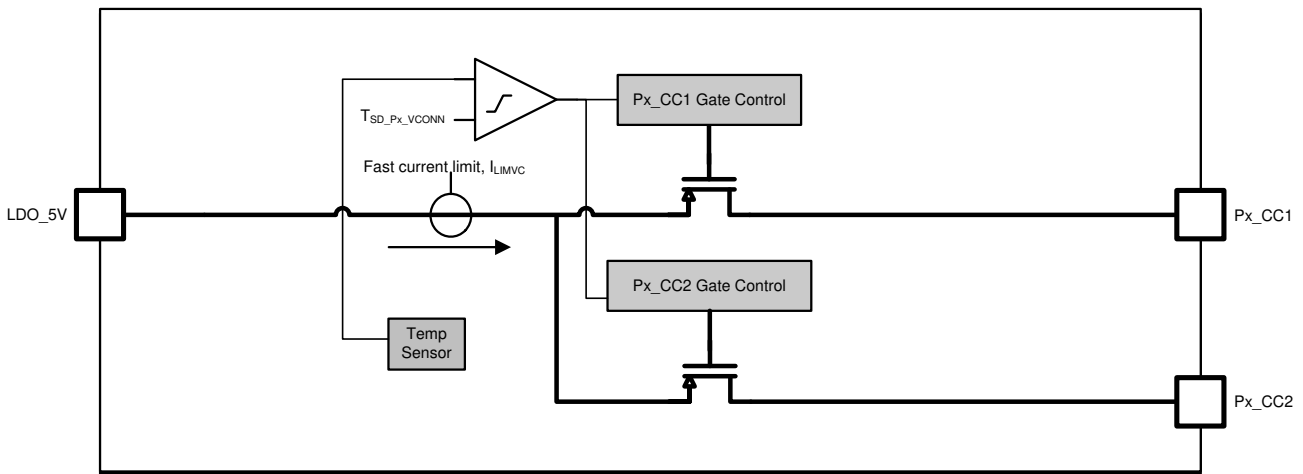 Px_CC1 Gate Control
TSD_Px_VCONN
Fast current limit, ILIMVC
LDO_5V
Px_CC1
Px_CC2 Gate Control
Temp
Sensor
Px_CC2